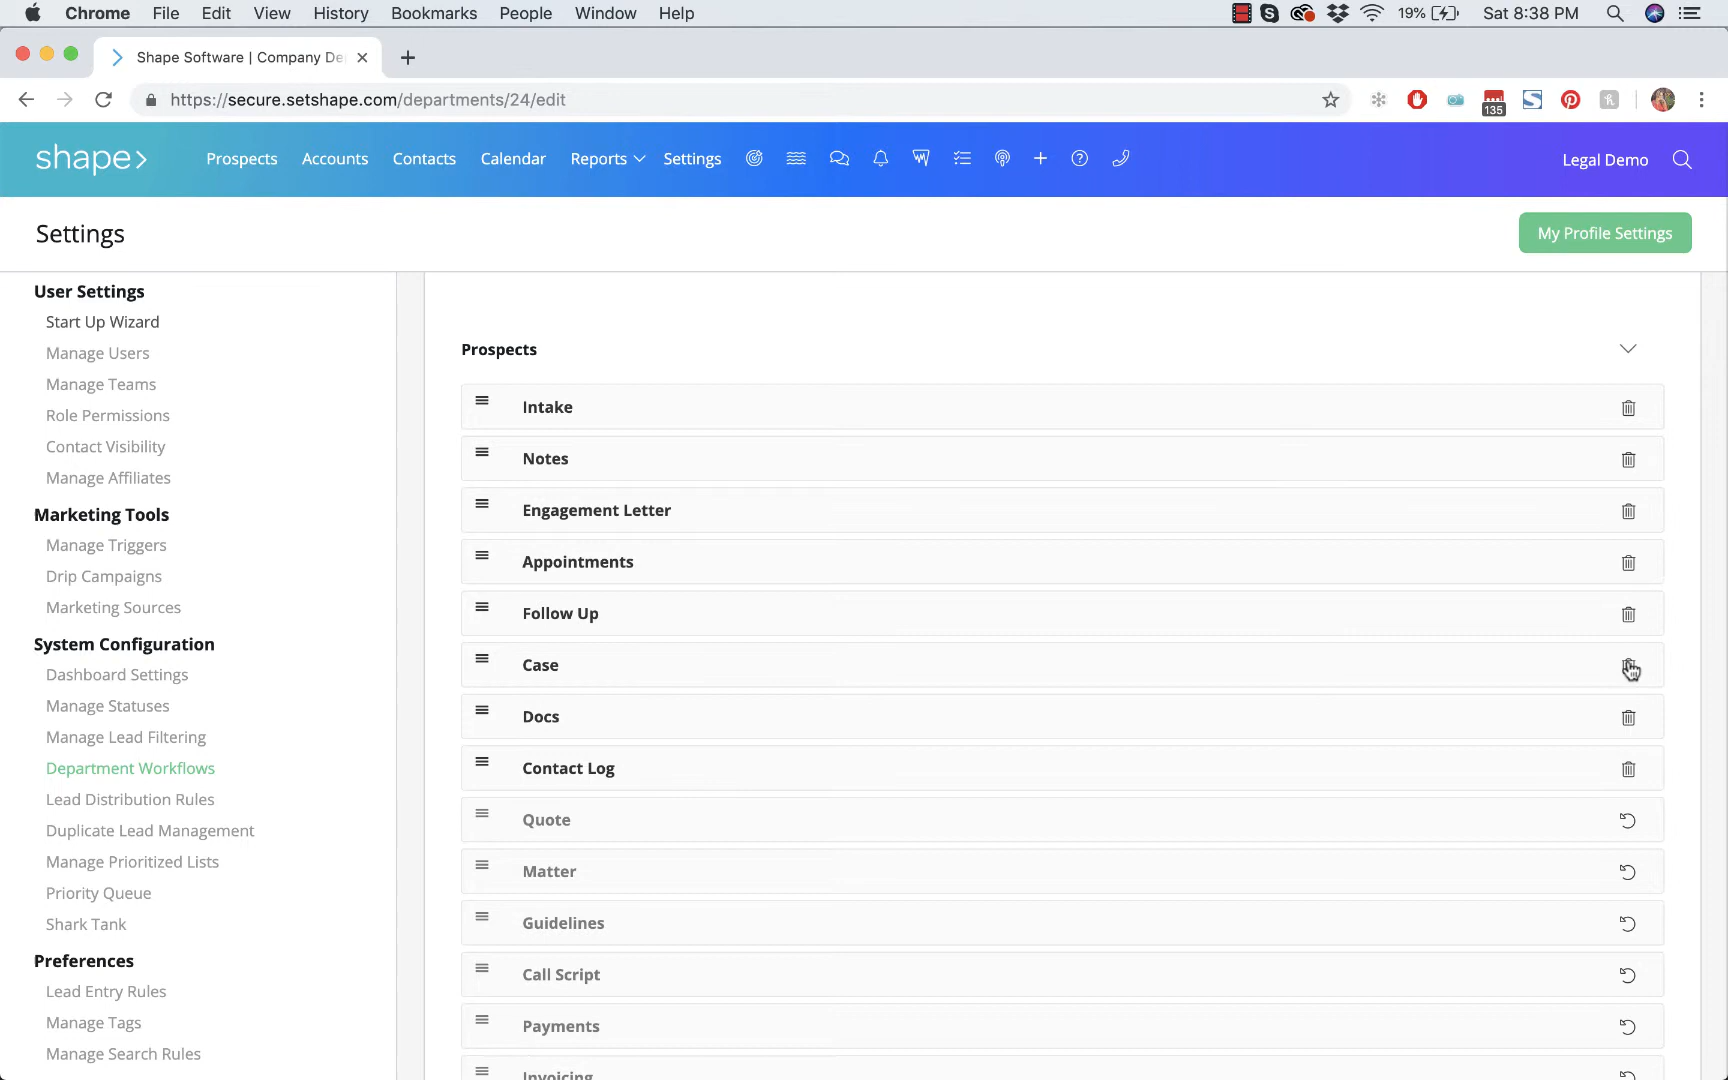 Chrome File Edit View History Bookmarks People Window Help 19% Sat 8:38 PM
Shape Software | Company De
https://secure.setshape.com/departments/24/edit
135
shape> Prospects Accounts Contacts Calendar Reports Settings Legal Demo
Settings
My Profile Settings
User Settings
Start Up Wizard
Manage Users
Manage Teams
Role Permissions
Contact Visibility
Manage Affiliates
Marketing Tools
Manage Triggers
Drip Campaigns
Marketing Sources
System Configuration
Dashboard Settings
Manage Statuses
Manage Lead Filtering
Department Workflows
Lead Distribution Rules
Duplicate Lead Management
Manage Prioritized Lists
Priority Queue
Shark Tank
Preferences
Lead Entry Rules
Manage Tags
Manage Search Rules
Prospects
Intake
Notes
Engagement Letter
Appointments
Follow Up
Case
Docs
Contact Log
Quote
Matter
Guidelines
Call Script
Payments
Invoicing